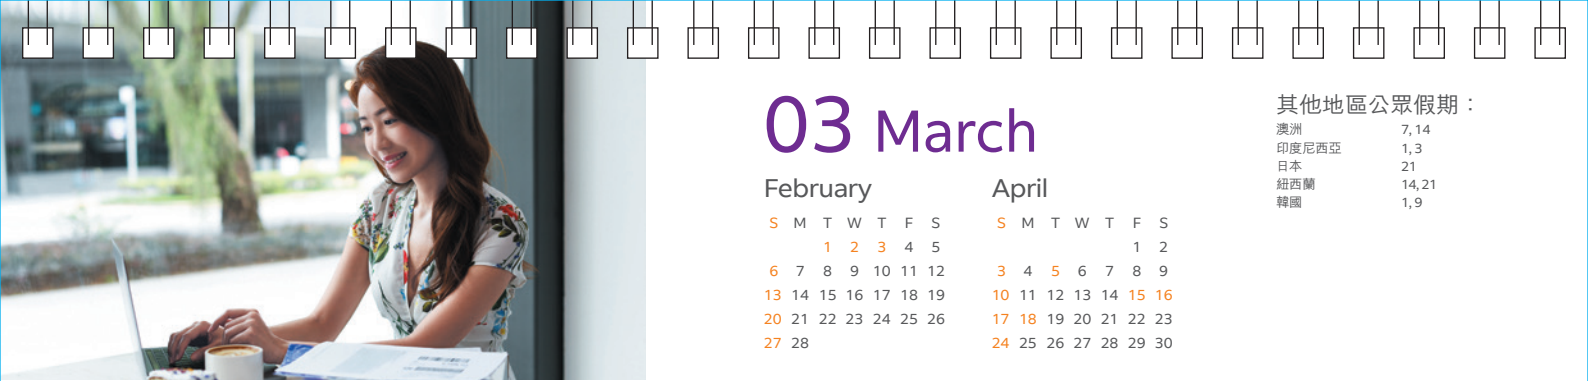 03 March
February
S M T W T F S
1 2 3 4 5
6 7 8 9 10 11 12
13 14 15 16 17 18 19
20 21 22 23 24 25 26
27 28
April
S M T W T F S
1 2
3 4 5 6 7 8 9
10 11 12 13 14 15 16
17 18 19 20 21 22 23
24 25 26 27 28 29 30
其他地區公眾假期：
澳洲 7, 14
印度尼西亞 1, 3
日本 21
紐西蘭 14, 21
韓國 1, 9